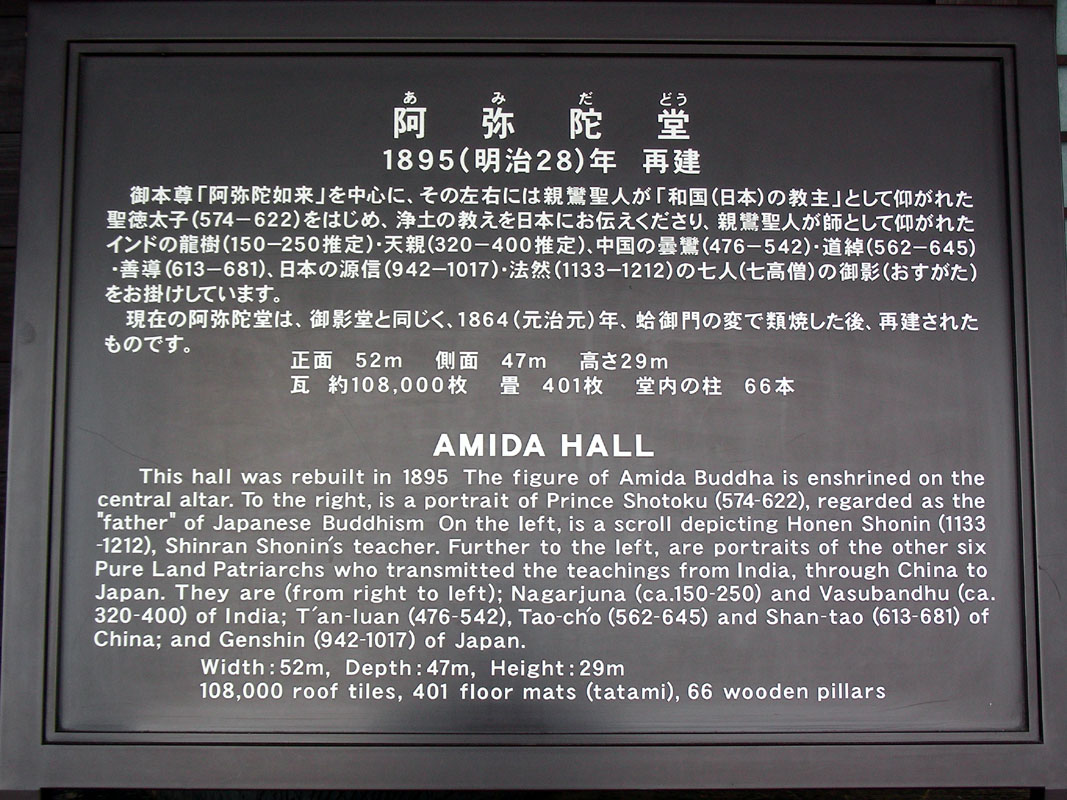 あ み だ どう
阿 弥 陀 堂
1895(明治28)年 再建
御本尊「阿弥陀如来」を中心に、その左右には親鸞聖人が「和国(日本)の教主」として仰がれた
聖徳太子(574－622)をはじめ、浄土の教えを日本にお伝えくださり、親鸞聖人が師として仰がれた
インドの龍樹(150－250推定)・天親(320－400推定)、中国の曇鸞(476－542)・道綽(562－645)
・善導(613－681)、日本の源信(942－1017)・法然(1133－1212)の七人(七高僧)の御影(おすがた)
をお掛けしています。
現在の阿弥陀堂は、御影堂と同じく、1864(元治元)年、蛤御門の変で類焼した後、再建された
ものです。
正面 52m 側面 47m 高さ29m
瓦 約108,000枚 畳 401枚 堂内の柱 66本
AMIDA HALL
This hall was rebuilt in 1895 The figure of Amida Buddha is enshrined on the
central altar. To the right, is a portrait of Prince Shotoku (574-622), regarded as the
"father" of Japanese Buddhism On the left, is a scroll depicting Honen Shonin (1133
-1212), Shinran Shonin's teacher. Further to the left, are portraits of the other six
Pure Land Patriarchs who transmitted the teachings from India, through China to
Japan. They are (from right to left); Nagarjuna (ca.150-250) and Vasubandhu (ca.
320-400) of India; T'an-luan (476-542), Tao-ch'o (562-645) and Shan-tao (613-681) of
China; and Genshin (942-1017) of Japan.
Width:52m, Depth:47m, Height:29m
108,000 roof tiles, 401 floor mats (tatami), 66 wooden pillars